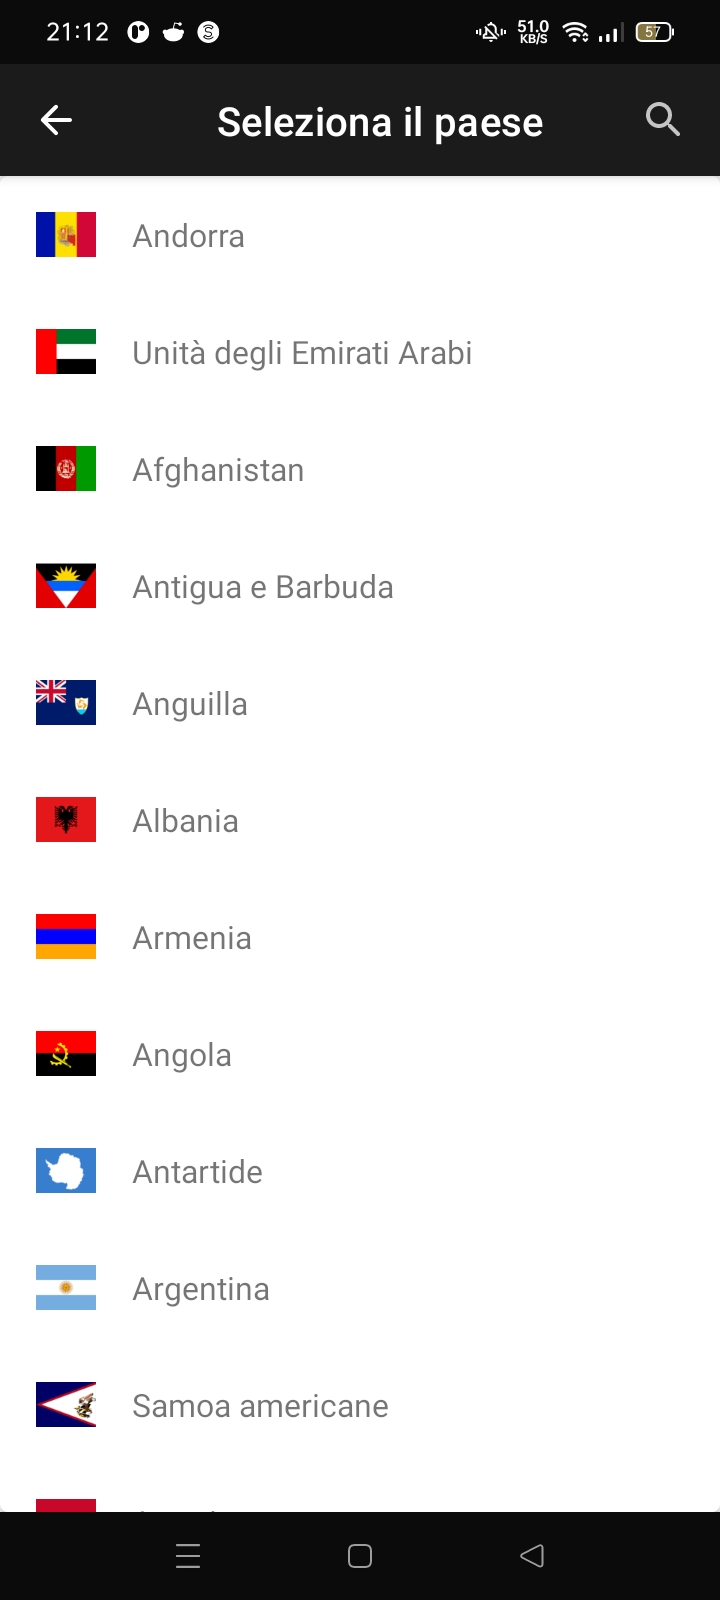 21:12 51.0 KB/S 57
Seleziona il paese
Andorra
Unità degli Emirati Arabi
Afghanistan
Antigua e Barbuda
Anguilla
Albania
Armenia
Angola
Antartide
Argentina
Samoa americane